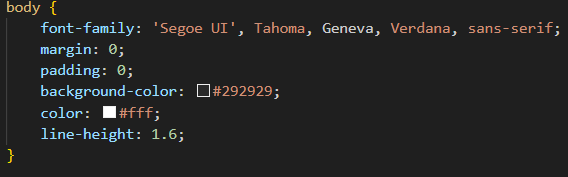 body {
    font-family: 'Segoe UI', Tahoma, Geneva, Verdana, sans-serif;
    margin: 0;
    padding: 0;
    background-color: #292929;
    color: #fff;
    line-height: 1.6;
}